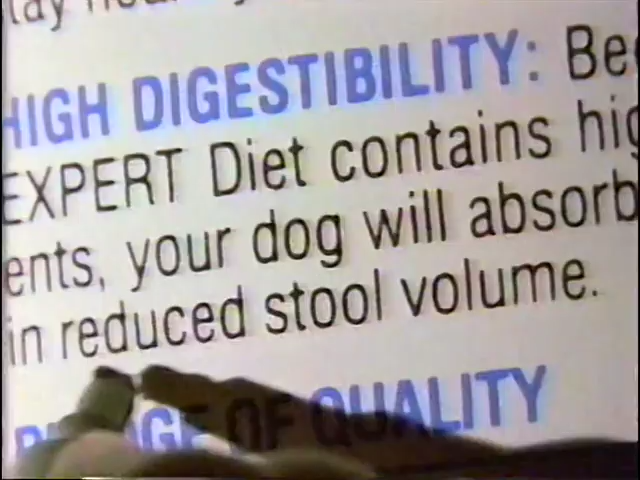 HIGH DIGESTIBILITY: Be
EXPERT Diet contains hig
ents, your dog will absorb
in reduced stool volume.
OF QUALITY